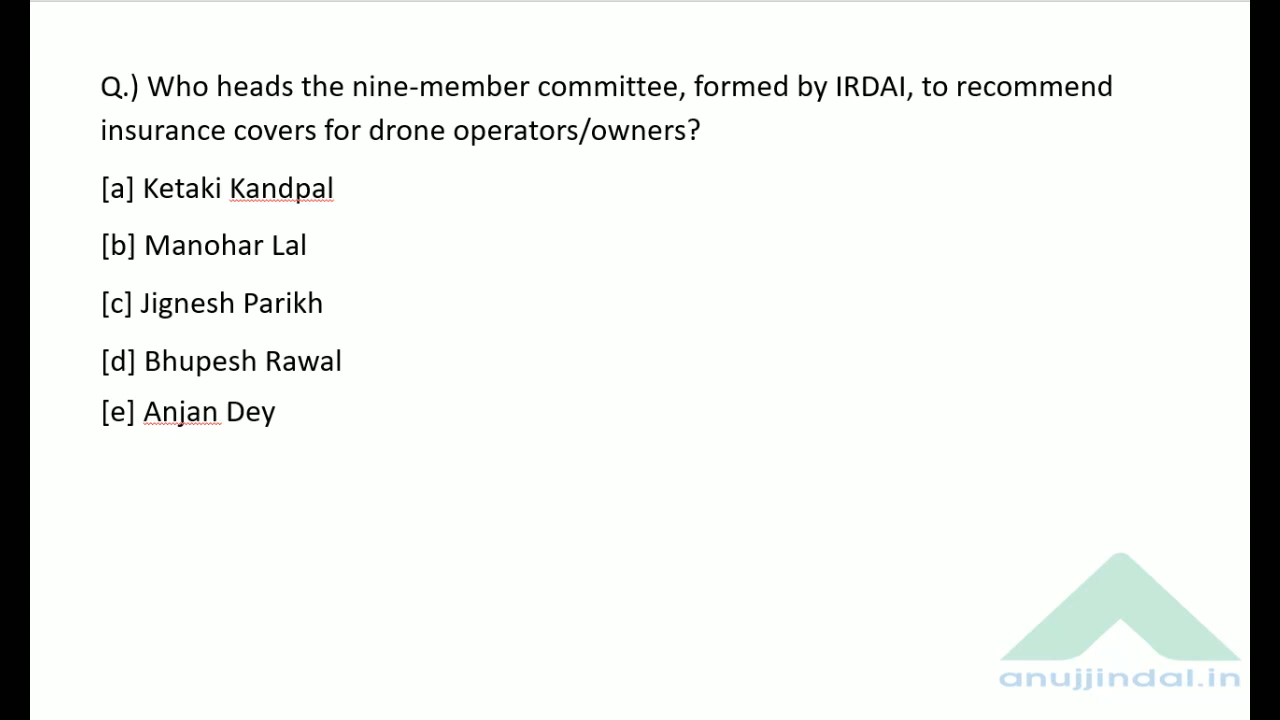 Q.) Who heads the nine-member committee, formed by IRDAI, to recommend
insurance covers for drone operators/owners?
[a] Ketaki Kandpal
[b] Manohar Lal
[c] Jignesh Parikh
[d] Bhupesh Rawal
[e] Anjan Dey
anujjindal.in